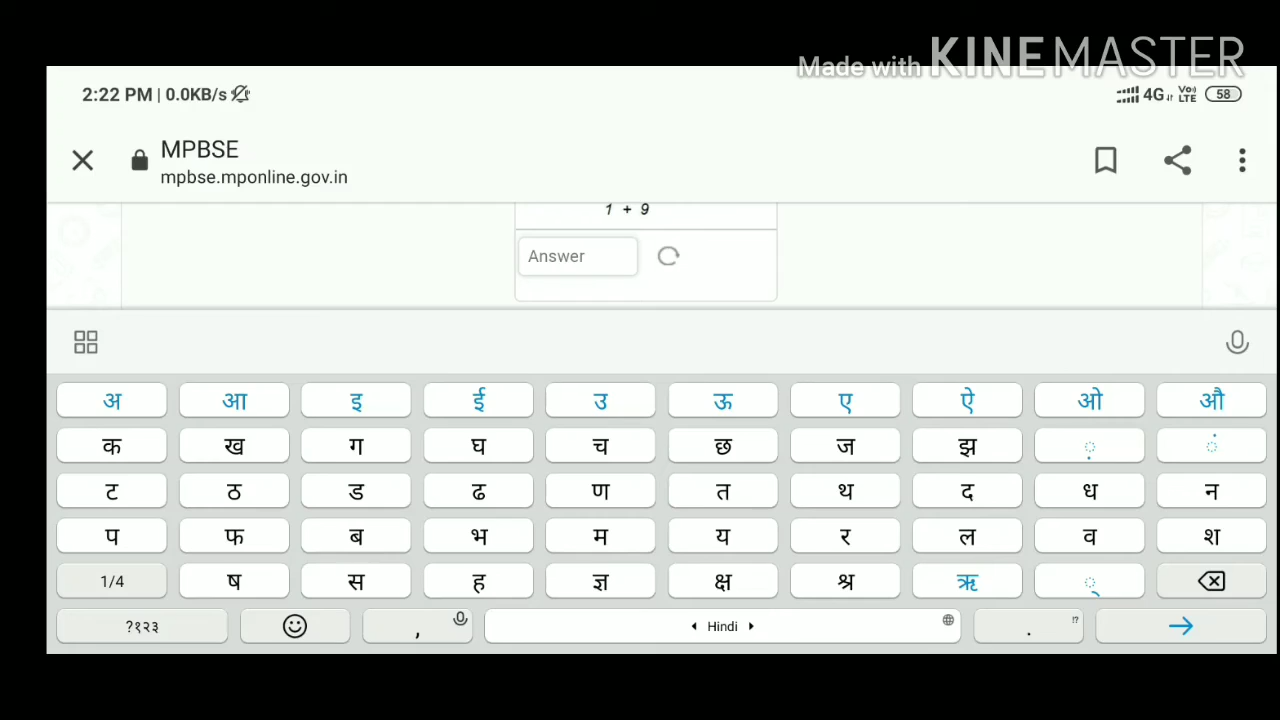 Made with KINEMASTER
2:22 PM | 0.0KB/s 4G Vo) LTE 58
MPBSE
mpbse.mponline.gov.in
1 + 9
Answer
अ आ इ ई उ ऊ ए ऐ ओ औ
क ख ग घ च छ ज झ ़ ं
ट ठ ड ढ ण त थ द ध न
प फ ब भ म य र ल व श
1/4 ष स ह ज्ञ क्ष श्र ऋ ्
?१२३ , Hindi . !?